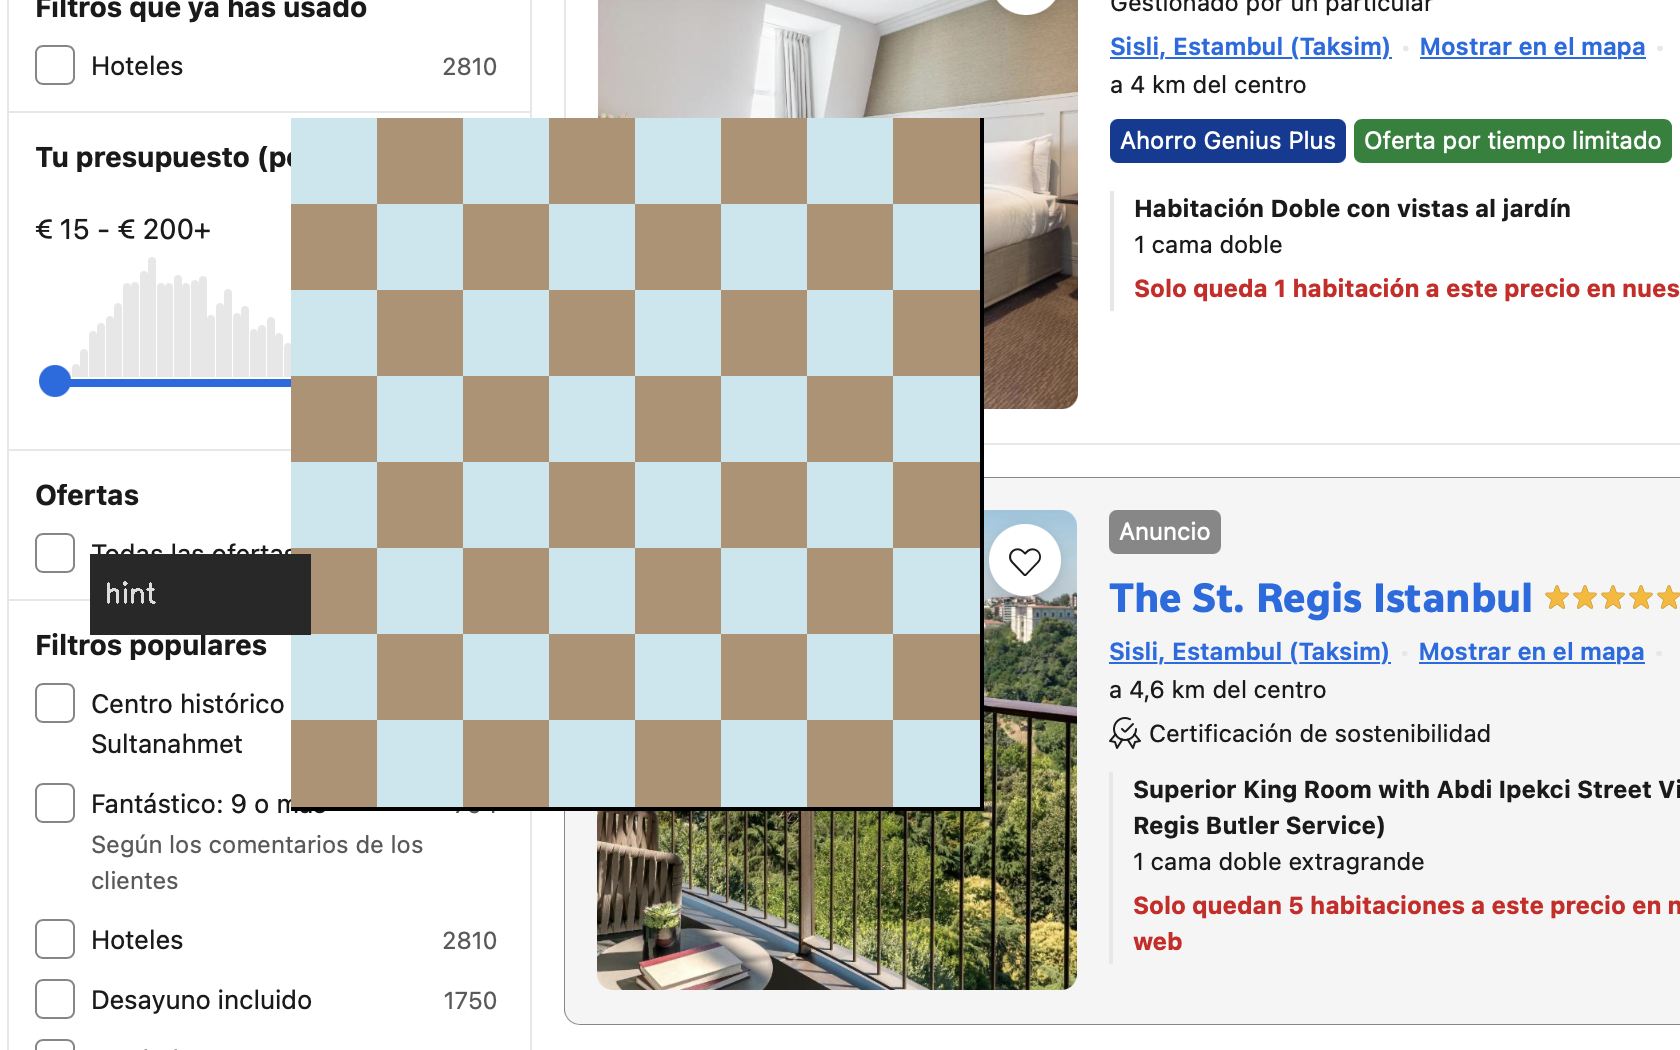 Filtros que ya has usado
Hoteles 2810
Tu presupuesto
€ 15 - € 200+
Ofertas
Todas las ofertas
hint
Filtros populares
Centro histórico
Sultanahmet
Fantástico: 9 o más
Según los comentarios de los
clientes
Hoteles 2810
Desayuno incluido 1750
Gestionado por un particular
Sisli, Estambul (Taksim) · Mostrar en el mapa ·
a 4 km del centro
Ahorro Genius Plus Oferta por tiempo limitado
Habitación Doble con vistas al jardín
1 cama doble
Solo queda 1 habitación a este precio en
Anuncio
The St. Regis Istanbul
Sisli, Estambul (Taksim) · Mostrar en el mapa ·
a 4,6 km del centro
Certificación de sostenibilidad
Superior King Room with Abdi Ipekci Street
Regis Butler Service)
1 cama doble extragrande
Solo quedan 5 habitaciones a este precio en
web